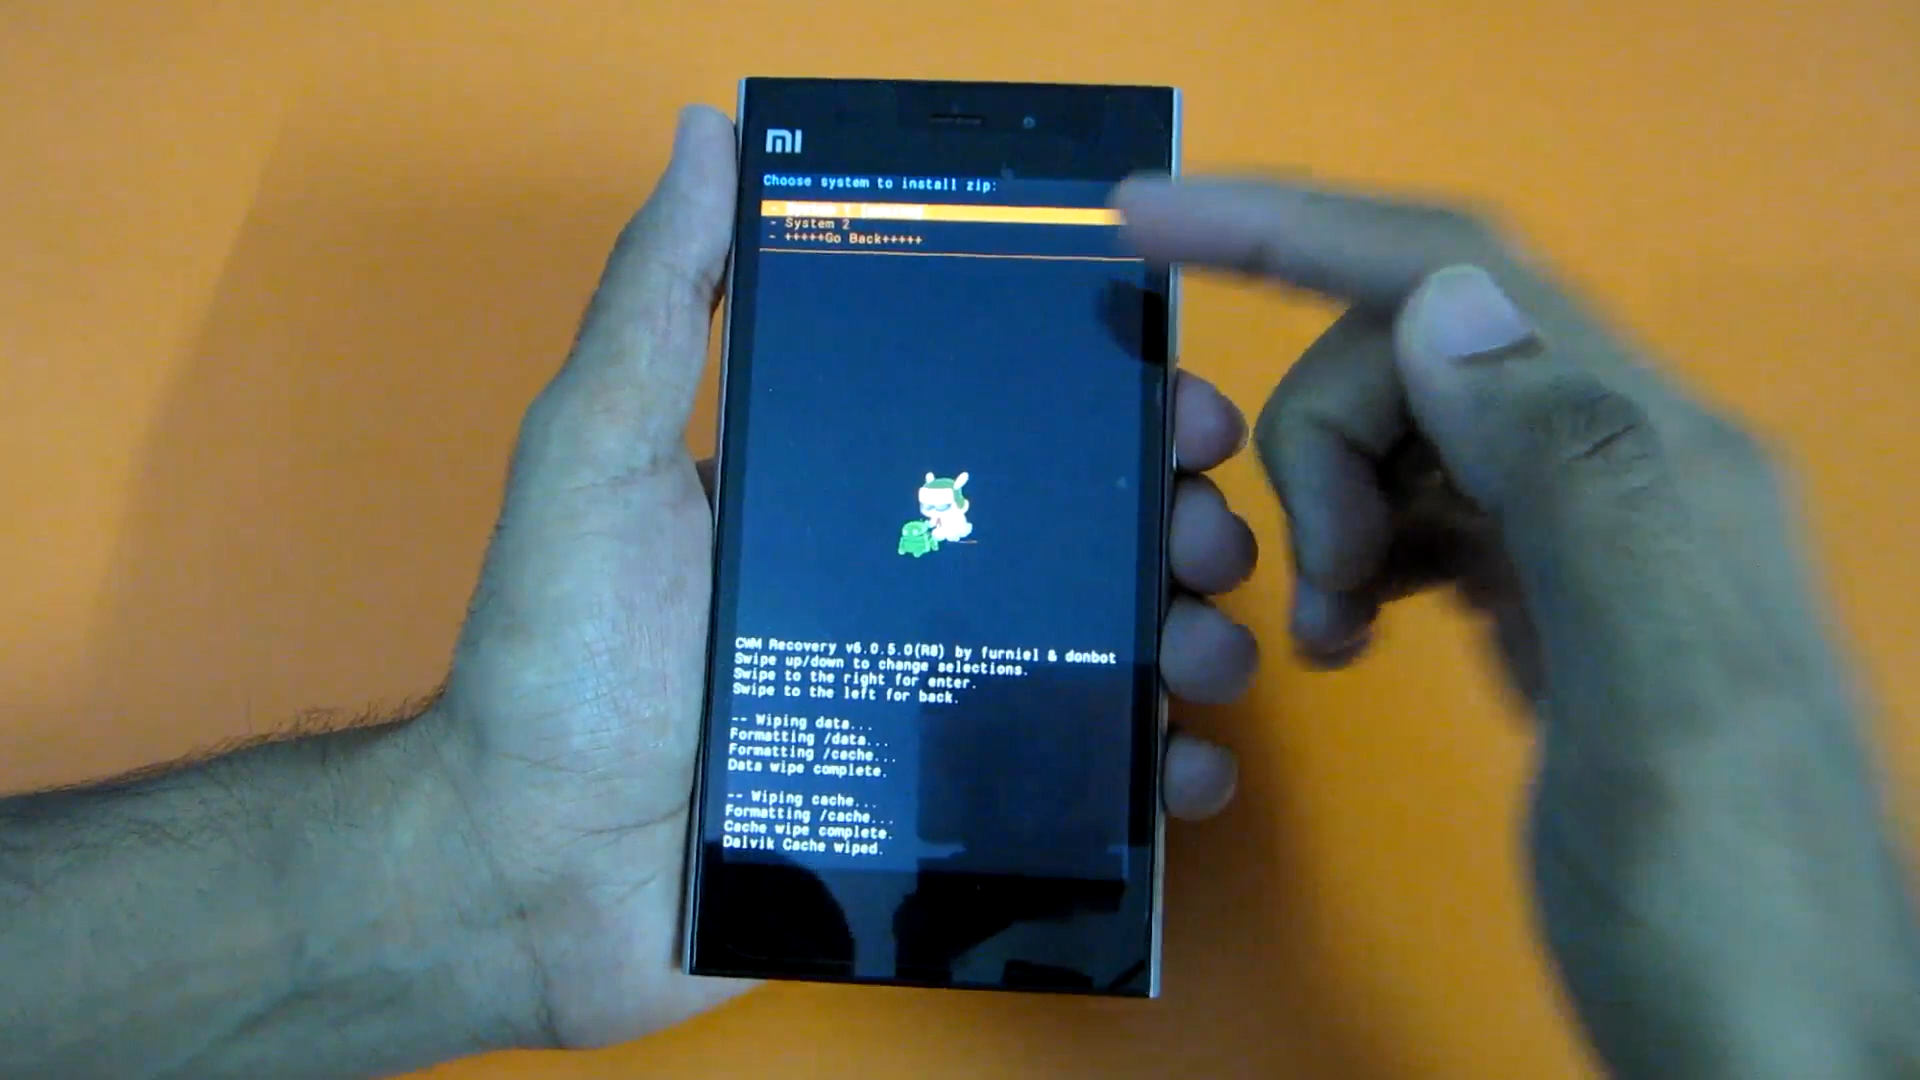 MI
Choose system to install zip:
- System 1
- System 2
- +++++Go Back+++++
CWM Recovery v6.0.5.0(R8) by furniel & donbot
Swipe up/down to change selections.
Swipe to the right for enter.
Swipe to the left for back.
-- Wiping data...
Formatting /data...
Formatting /cache...
Data wipe complete.
-- Wiping cache...
Formatting /cache...
Cache wipe complete.
Dalvik Cache wiped.